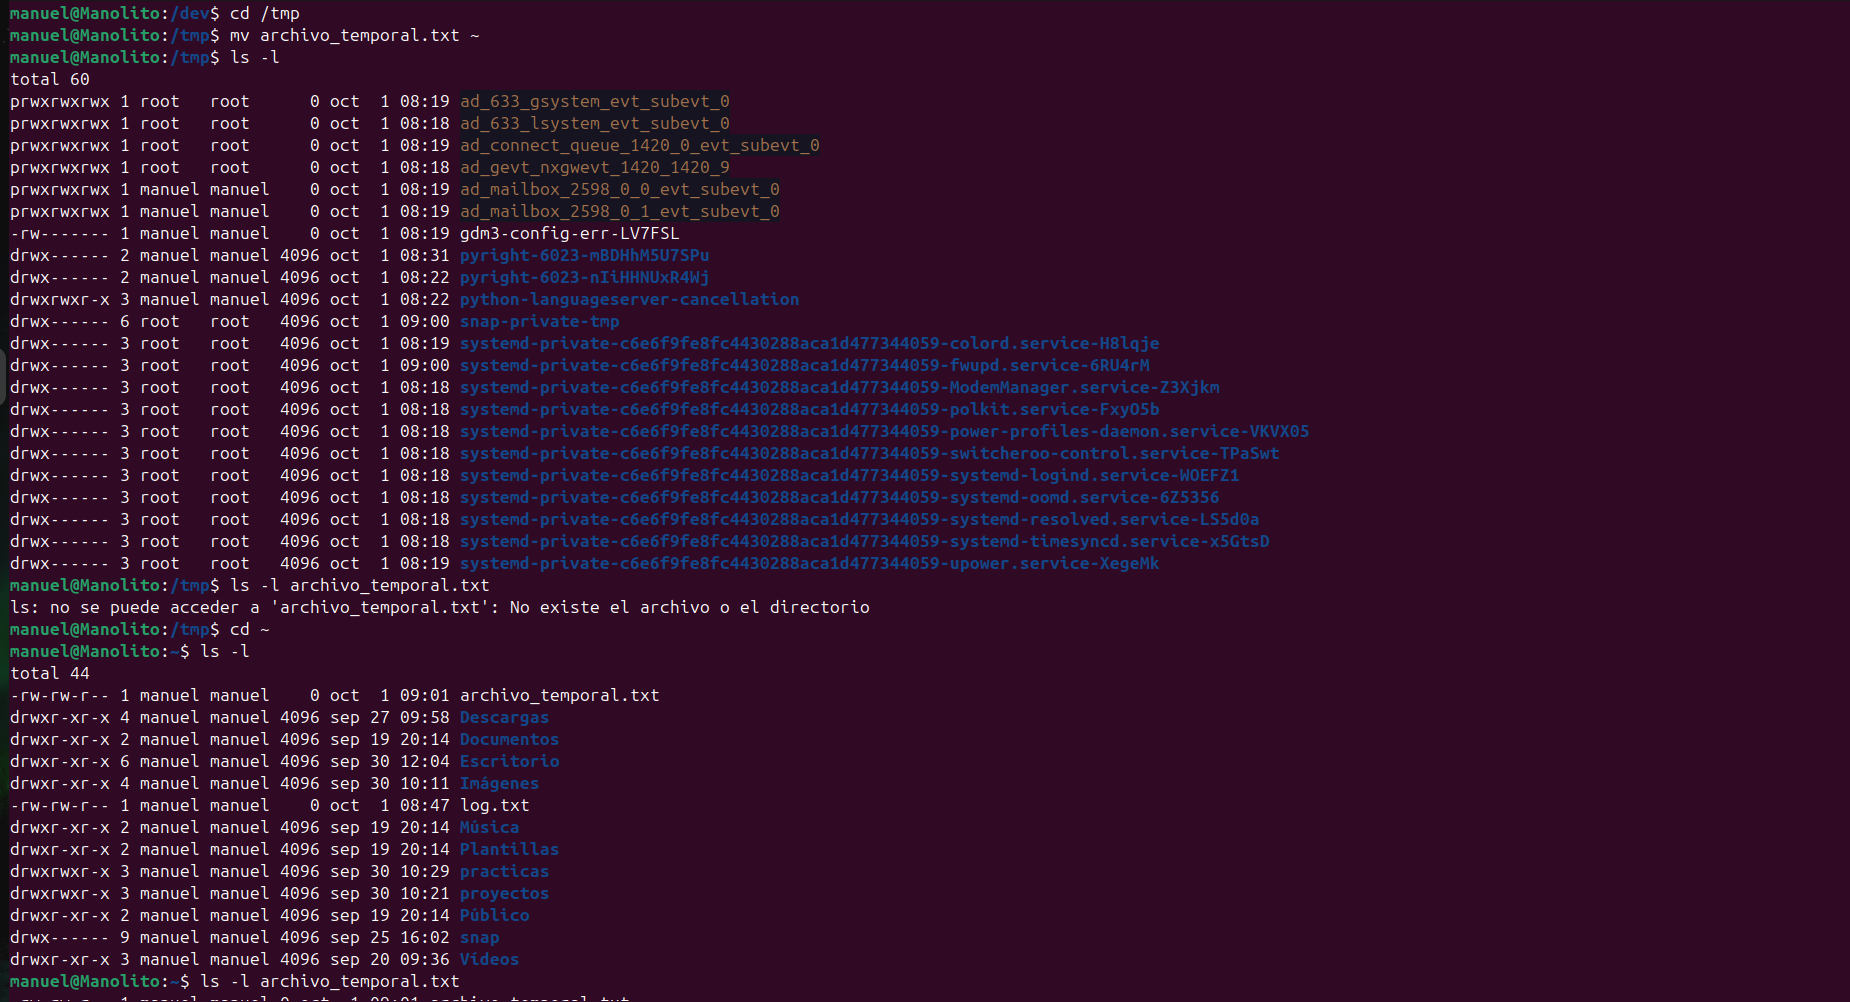 manuel@Manolito:/dev$ cd /tmp
manuel@Manolito:/tmp$ mv archivo_temporal.txt ~
manuel@Manolito:/tmp$ ls -l
total 60
prwxrwxrwx 1 root   root      0 oct  1 08:19 ad_633_gsystem_evt_subevt_0
prwxrwxrwx 1 root   root      0 oct  1 08:18 ad_633_lsystem_evt_subevt_0
prwxrwxrwx 1 root   root      0 oct  1 08:19 ad_connect_queue_1420_0_evt_subevt_0
prwxrwxrwx 1 root   root      0 oct  1 08:18 ad_gevt_nxgwevt_1420_1420_9
prwxrwxrwx 1 manuel manuel    0 oct  1 08:19 ad_mailbox_2598_0_0_evt_subevt_0
prwxrwxrwx 1 manuel manuel    0 oct  1 08:19 ad_mailbox_2598_0_1_evt_subevt_0
-rw------- 1 manuel manuel    0 oct  1 08:19 gdm3-config-err-LV7FSL
drwx------ 2 manuel manuel 4096 oct  1 08:31 pyright-6023-mBDHhM5U7SPu
drwx------ 2 manuel manuel 4096 oct  1 08:22 pyright-6023-nIiHHNUxR4Wj
drwxrwxr-x 3 manuel manuel 4096 oct  1 08:22 python-languageserver-cancellation
drwx------ 6 root   root   4096 oct  1 09:00 snap-private-tmp
drwx------ 3 root   root   4096 oct  1 08:19 systemd-private-c6e6f9fe8fc4430288aca1d477344059-colord.service-H8lqje
drwx------ 3 root   root   4096 oct  1 09:00 systemd-private-c6e6f9fe8fc4430288aca1d477344059-fwupd.service-6RU4rM
drwx------ 3 root   root   4096 oct  1 08:18 systemd-private-c6e6f9fe8fc4430288aca1d477344059-ModemManager.service-Z3Xjkm
drwx------ 3 root   root   4096 oct  1 08:18 systemd-private-c6e6f9fe8fc4430288aca1d477344059-polkit.service-FxyO5b
drwx------ 3 root   root   4096 oct  1 08:18 systemd-private-c6e6f9fe8fc4430288aca1d477344059-power-profiles-daemon.service-VKVX05
drwx------ 3 root   root   4096 oct  1 08:18 systemd-private-c6e6f9fe8fc4430288aca1d477344059-switcheroo-control.service-TPaSwt
drwx------ 3 root   root   4096 oct  1 08:18 systemd-private-c6e6f9fe8fc4430288aca1d477344059-systemd-logind.service-WOEFZ1
drwx------ 3 root   root   4096 oct  1 08:18 systemd-private-c6e6f9fe8fc4430288aca1d477344059-systemd-oomd.service-6Z5356
drwx------ 3 root   root   4096 oct  1 08:18 systemd-private-c6e6f9fe8fc4430288aca1d477344059-systemd-resolved.service-LS5d0a
drwx------ 3 root   root   4096 oct  1 08:18 systemd-private-c6e6f9fe8fc4430288aca1d477344059-systemd-timesyncd.service-x5GtsD
drwx------ 3 root   root   4096 oct  1 08:19 systemd-private-c6e6f9fe8fc4430288aca1d477344059-upower.service-XegeMk
manuel@Manolito:/tmp$ ls -l archivo_temporal.txt
ls: no se puede acceder a 'archivo_temporal.txt': No existe el archivo o el directorio
manuel@Manolito:/tmp$ cd ~
manuel@Manolito:~$ ls -l
total 44
-rw-rw-r-- 1 manuel manuel    0 oct  1 09:01 archivo_temporal.txt
drwxr-xr-x 4 manuel manuel 4096 sep 27 09:58 Descargas
drwxr-xr-x 2 manuel manuel 4096 sep 19 20:14 Documentos
drwxr-xr-x 6 manuel manuel 4096 sep 30 12:04 Escritorio
drwxr-xr-x 4 manuel manuel 4096 sep 30 10:11 Imágenes
-rw-rw-r-- 1 manuel manuel    0 oct  1 08:47 log.txt
drwxr-xr-x 2 manuel manuel 4096 sep 19 20:14 Música
drwxr-xr-x 2 manuel manuel 4096 sep 19 20:14 Plantillas
drwxrwxr-x 3 manuel manuel 4096 sep 30 10:29 practicas
drwxrwxr-x 3 manuel manuel 4096 sep 30 10:21 proyectos
drwxr-xr-x 2 manuel manuel 4096 sep 19 20:14 Público
drwx------ 9 manuel manuel 4096 sep 25 16:02 snap
drwxr-xr-x 3 manuel manuel 4096 sep 20 09:36 Vídeos
manuel@Manolito:~$ ls -l archivo_temporal.txt
-rw-rw-r-- 1 manuel manuel 0 oct  1 09:01 archivo_temporal.txt